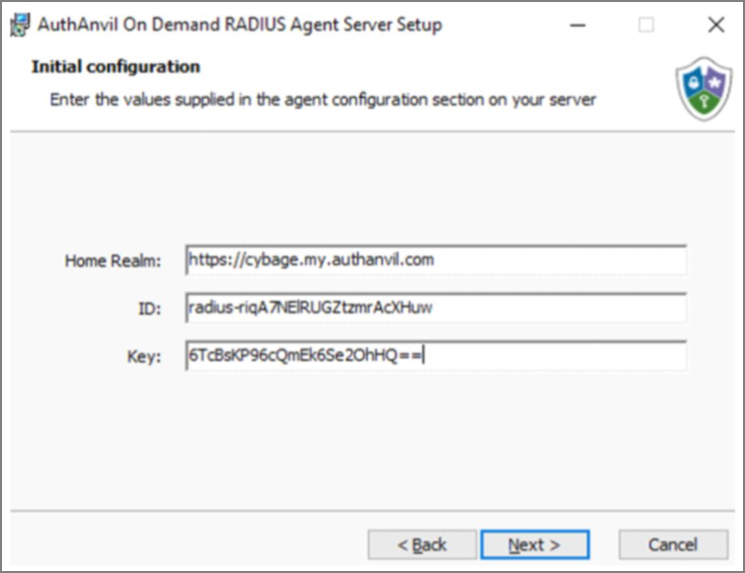 AuthAnvil On Demand RADIUS Agent Server Setup
Initial configuration
Enter the values supplied in the agent configuration section on your server
Home Realm: https://cybage.my.authanvil.com
ID: radius-riqA7NElRUGZtzmrAcXHuw
Key: 6TcBsKP96cQmEk6Se2OhHQ==
< Back Next > Cancel